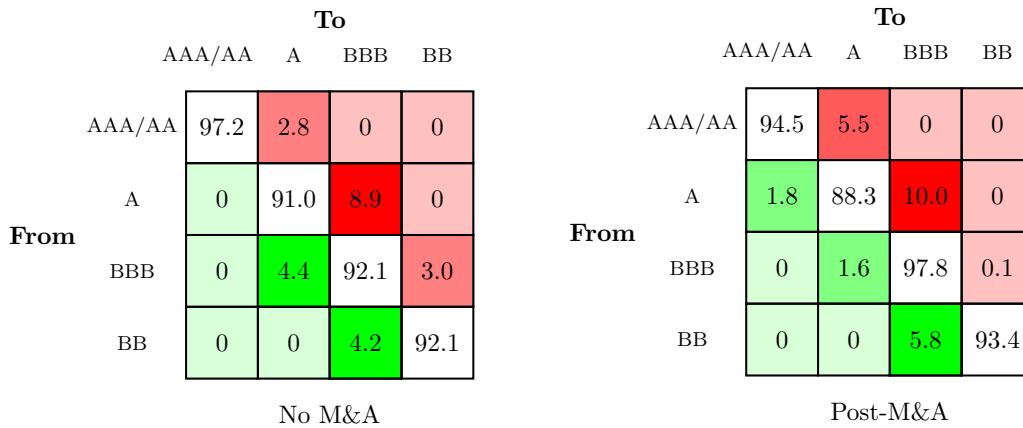 To
AAA/AA A BBB BB
AAA/AA 97.2 2.8 0 0
A 0 91.0 8.9 0
From
BBB 0 4.4 92.1 3.0
BB 0 0 4.2 92.1
No M&A
To
AAA/AA A BBB BB
AAA/AA 94.5 5.5 0 0
A 1.8 88.3 10.0 0
From
BBB 0 1.6 97.8 0.1
BB 0 0 5.8 93.4
Post-M&A